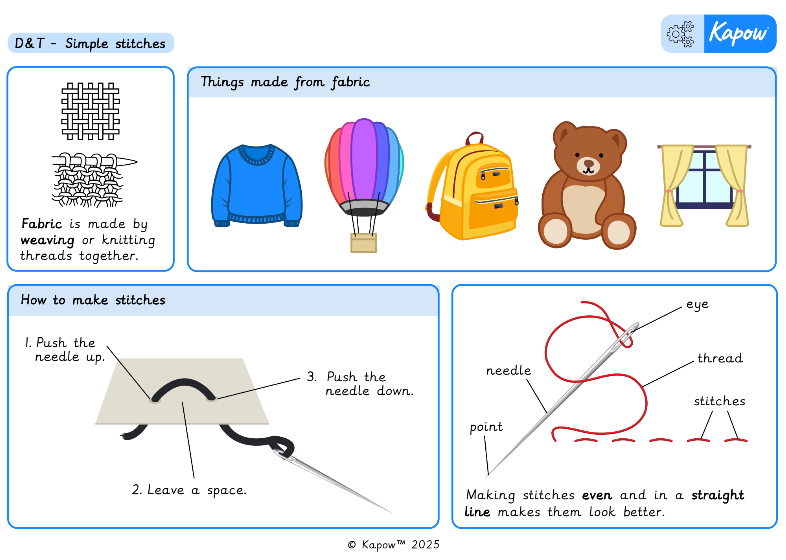 D&T - Simple stitches
Kapow
Fabric is made by
weaving or knitting
threads together.
Things made from fabric
How to make stitches
1. Push the
needle up.
3. Push the
needle down.
2. Leave a space.
eye
thread
needle
stitches
point
Making stitches even and in a straight
line makes them look better.
© Kapow™ 2025